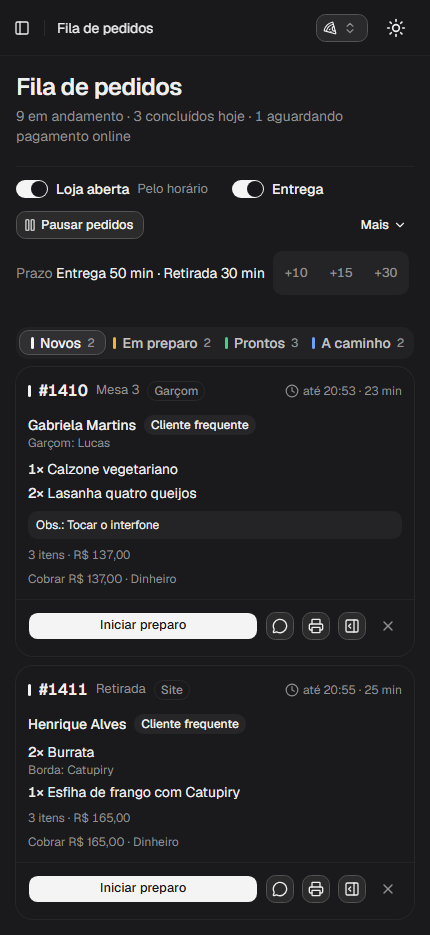 Fila de pedidos
Fila de pedidos
9 em andamento · 3 concluídos hoje · 1 aguardando
pagamento online
Loja aberta Pelo horário Entrega
Pausar pedidos Mais
Prazo Entrega 50 min · Retirada 30 min +10 +15 +30
Novos 2 Em preparo 2 Prontos 3 A caminho 2
#1410 Mesa 3 Garçom até 20:53 · 23 min
Gabriela Martins Cliente frequente
Garçom: Lucas
1× Calzone vegetariano
2× Lasanha quatro queijos
Obs.: Tocar o interfone
3 itens · R$ 137,00
Cobrar R$ 137,00 · Dinheiro
Iniciar preparo
#1411 Retirada Site até 20:55 · 25 min
Henrique Alves Cliente frequente
2× Burrata
Borda: Catupiry
1× Esfiha de frango com Catupiry
3 itens · R$ 165,00
Cobrar R$ 165,00 · Dinheiro
Iniciar preparo